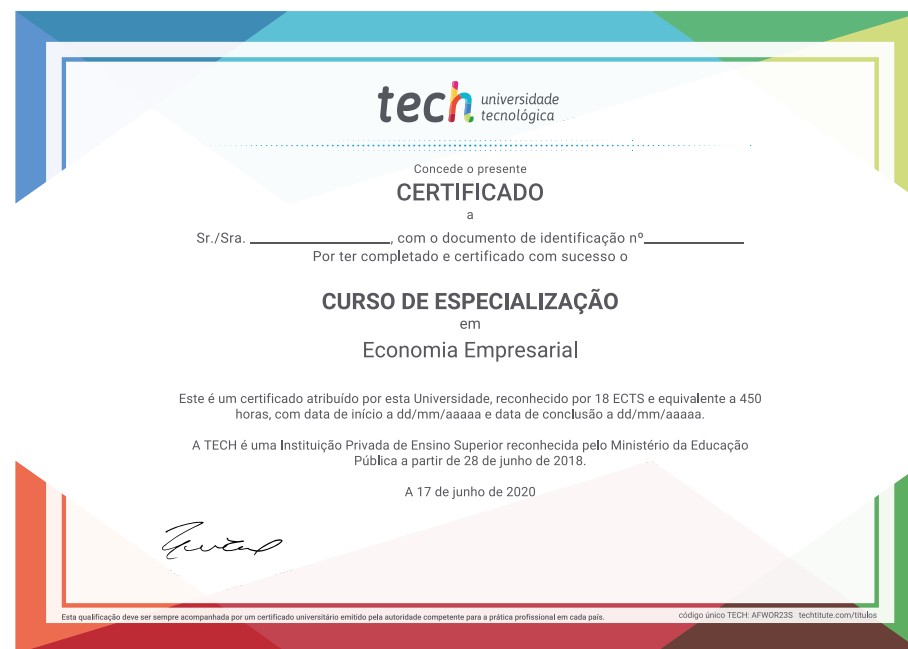 tech universidade
tecnológica
Concede o presente
CERTIFICADO
a
Sr./Sra. ____________________, com o documento de identificação nº______________
Por ter completado e certificado com sucesso o
CURSO DE ESPECIALIZAÇÃO
em
Economia Empresarial
Este é um certificado atribuído por esta Universidade, reconhecido por 18 ECTS e equivalente a 450
horas, com data de início a dd/mm/aaaaa e data de conclusão a dd/mm/aaaaa.
A TECH é uma Instituição Privada de Ensino Superior reconhecida pelo Ministério da Educação
Pública a partir de 28 de junho de 2018.
A 17 de junho de 2020
Esta qualificação deve ser sempre acompanhada por um certificado universitário emitido pela autoridade competente para a prática profissional em cada país.
código único TECH: AFWOR23S techtitute.com/titulos